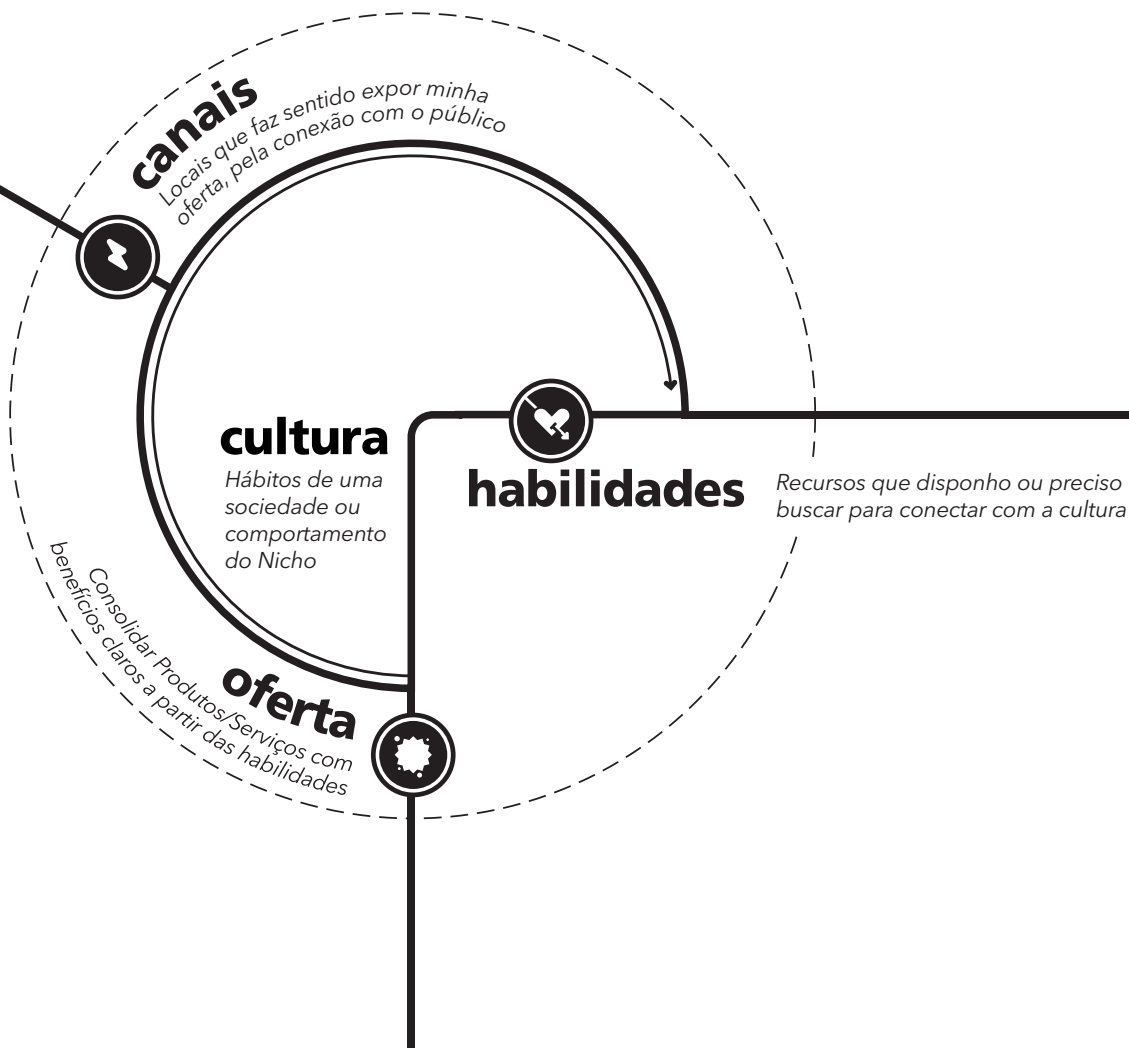 canais
Locais que faz sentido expor minha
oferta, pela conexão com o público
cultura
Hábitos de uma
sociedade ou
comportamento
do Nicho
habilidades
Recursos que disponho ou preciso
buscar para conectar com a cultura
oferta
Consolidar Produtos/Serviços com
benefícios claros a partir das habilidades